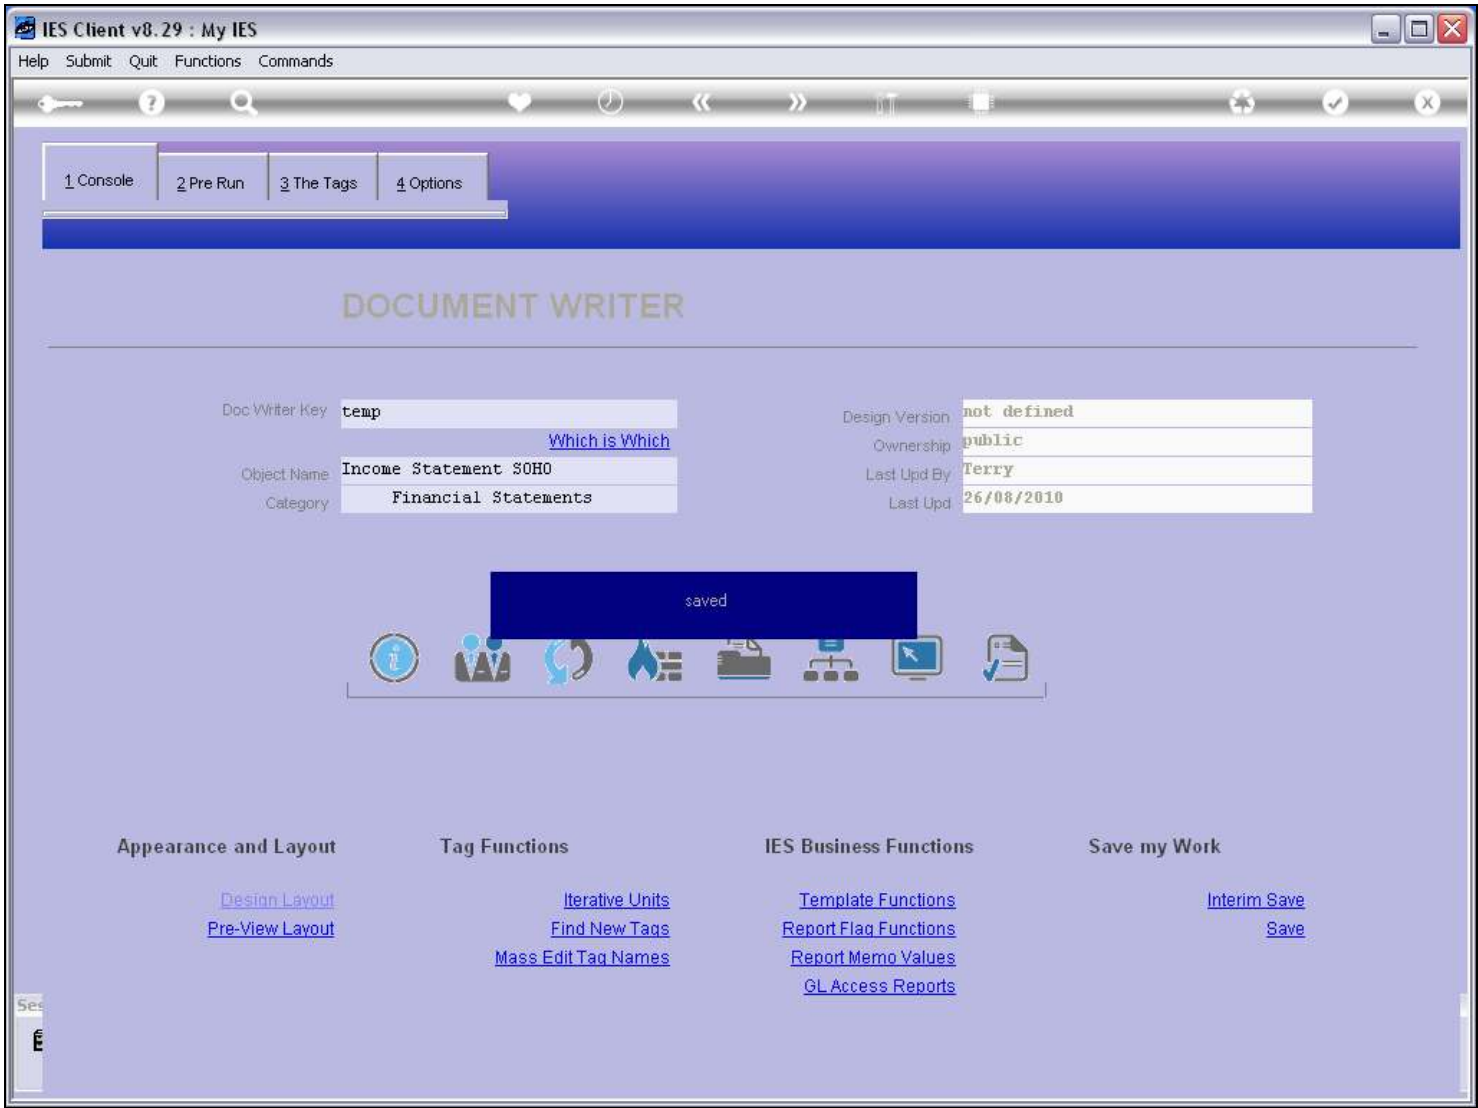 IES Client v8.29 : My IES
Help Submit Quit Functions Commands
1 Console
2 Pre Run
3 The Tags
4 Options
DOCUMENT WRITER
Doc Writer Key temp
Which is Which
Object Name Income Statement SOHO
Category Financial Statements
Design Version not defined
Ownership public
Last Upd By Terry
Last Upd 26/08/2010
saved
Appearance and Layout
Design Layout
Pre-View Layout
Tag Functions
Iterative Units
Find New Tags
Mass Edit Tag Names
IES Business Functions
Template Functions
Report Flag Functions
Report Memo Values
GL Access Reports
Save my Work
Interim Save
Save